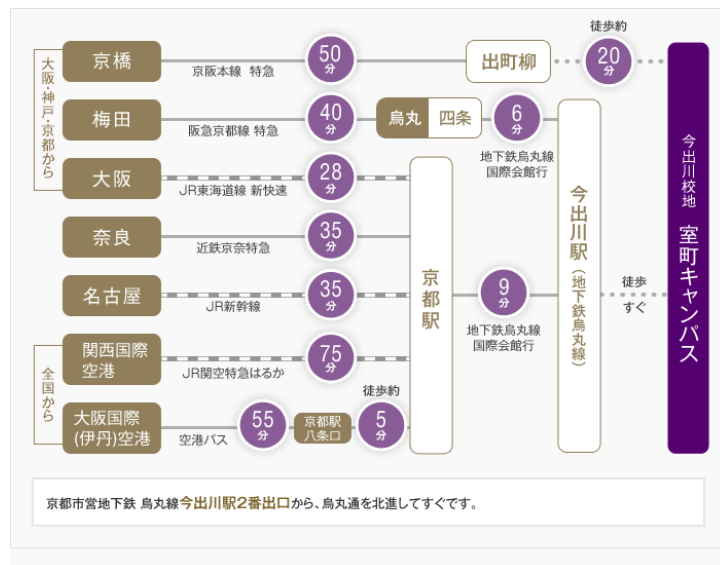 大阪・神戸・京都から
京橋
京阪本線 特急
50分
出町柳
徒歩約
20分
梅田
阪急京都線 特急
40分
烏丸 四条
6分
地下鉄烏丸線
国際会館行
大阪
JR東海道線 新快速
28分
奈良
近鉄京奈特急
35分
名古屋
JR新幹線
35分
全国から
関西国際
空港
JR関空特急はるか
75分
大阪国際
(伊丹)空港
空港バス
55分
京都駅
八条口
徒歩約
5分
京都駅
9分
地下鉄烏丸線
国際会館行
今出川駅(地下鉄烏丸線)
徒歩
すぐ
今出川校地 室町キャンパス
京都市営地下鉄 烏丸線今出川駅2番出口から、烏丸通を北進してすぐです。